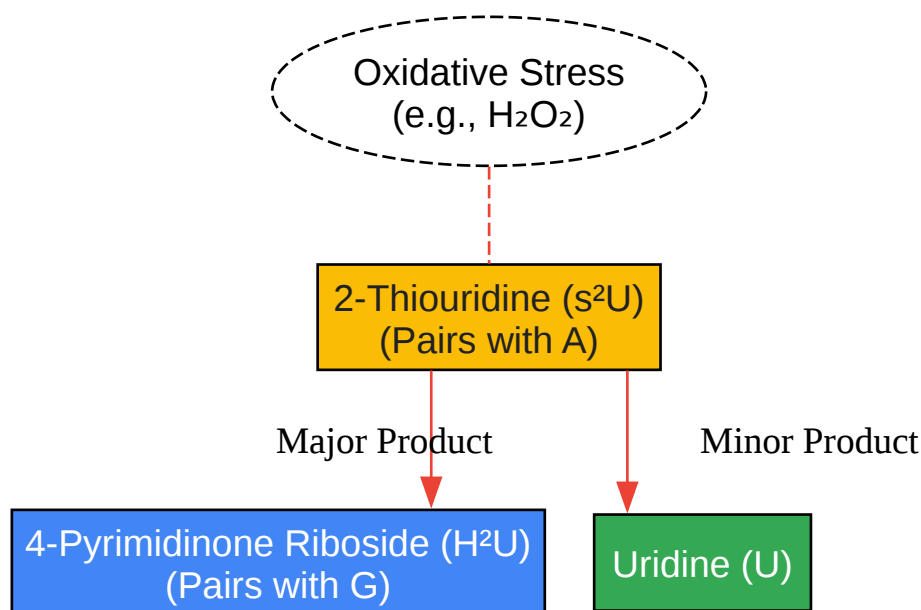 Oxidative Stress
(e.g., H₂O₂)
2-Thiouridine (s²U)
(Pairs with A)
Major Product
Minor Product
4-Pyrimidinone Riboside (H²U)
(Pairs with G)
Uridine (U)